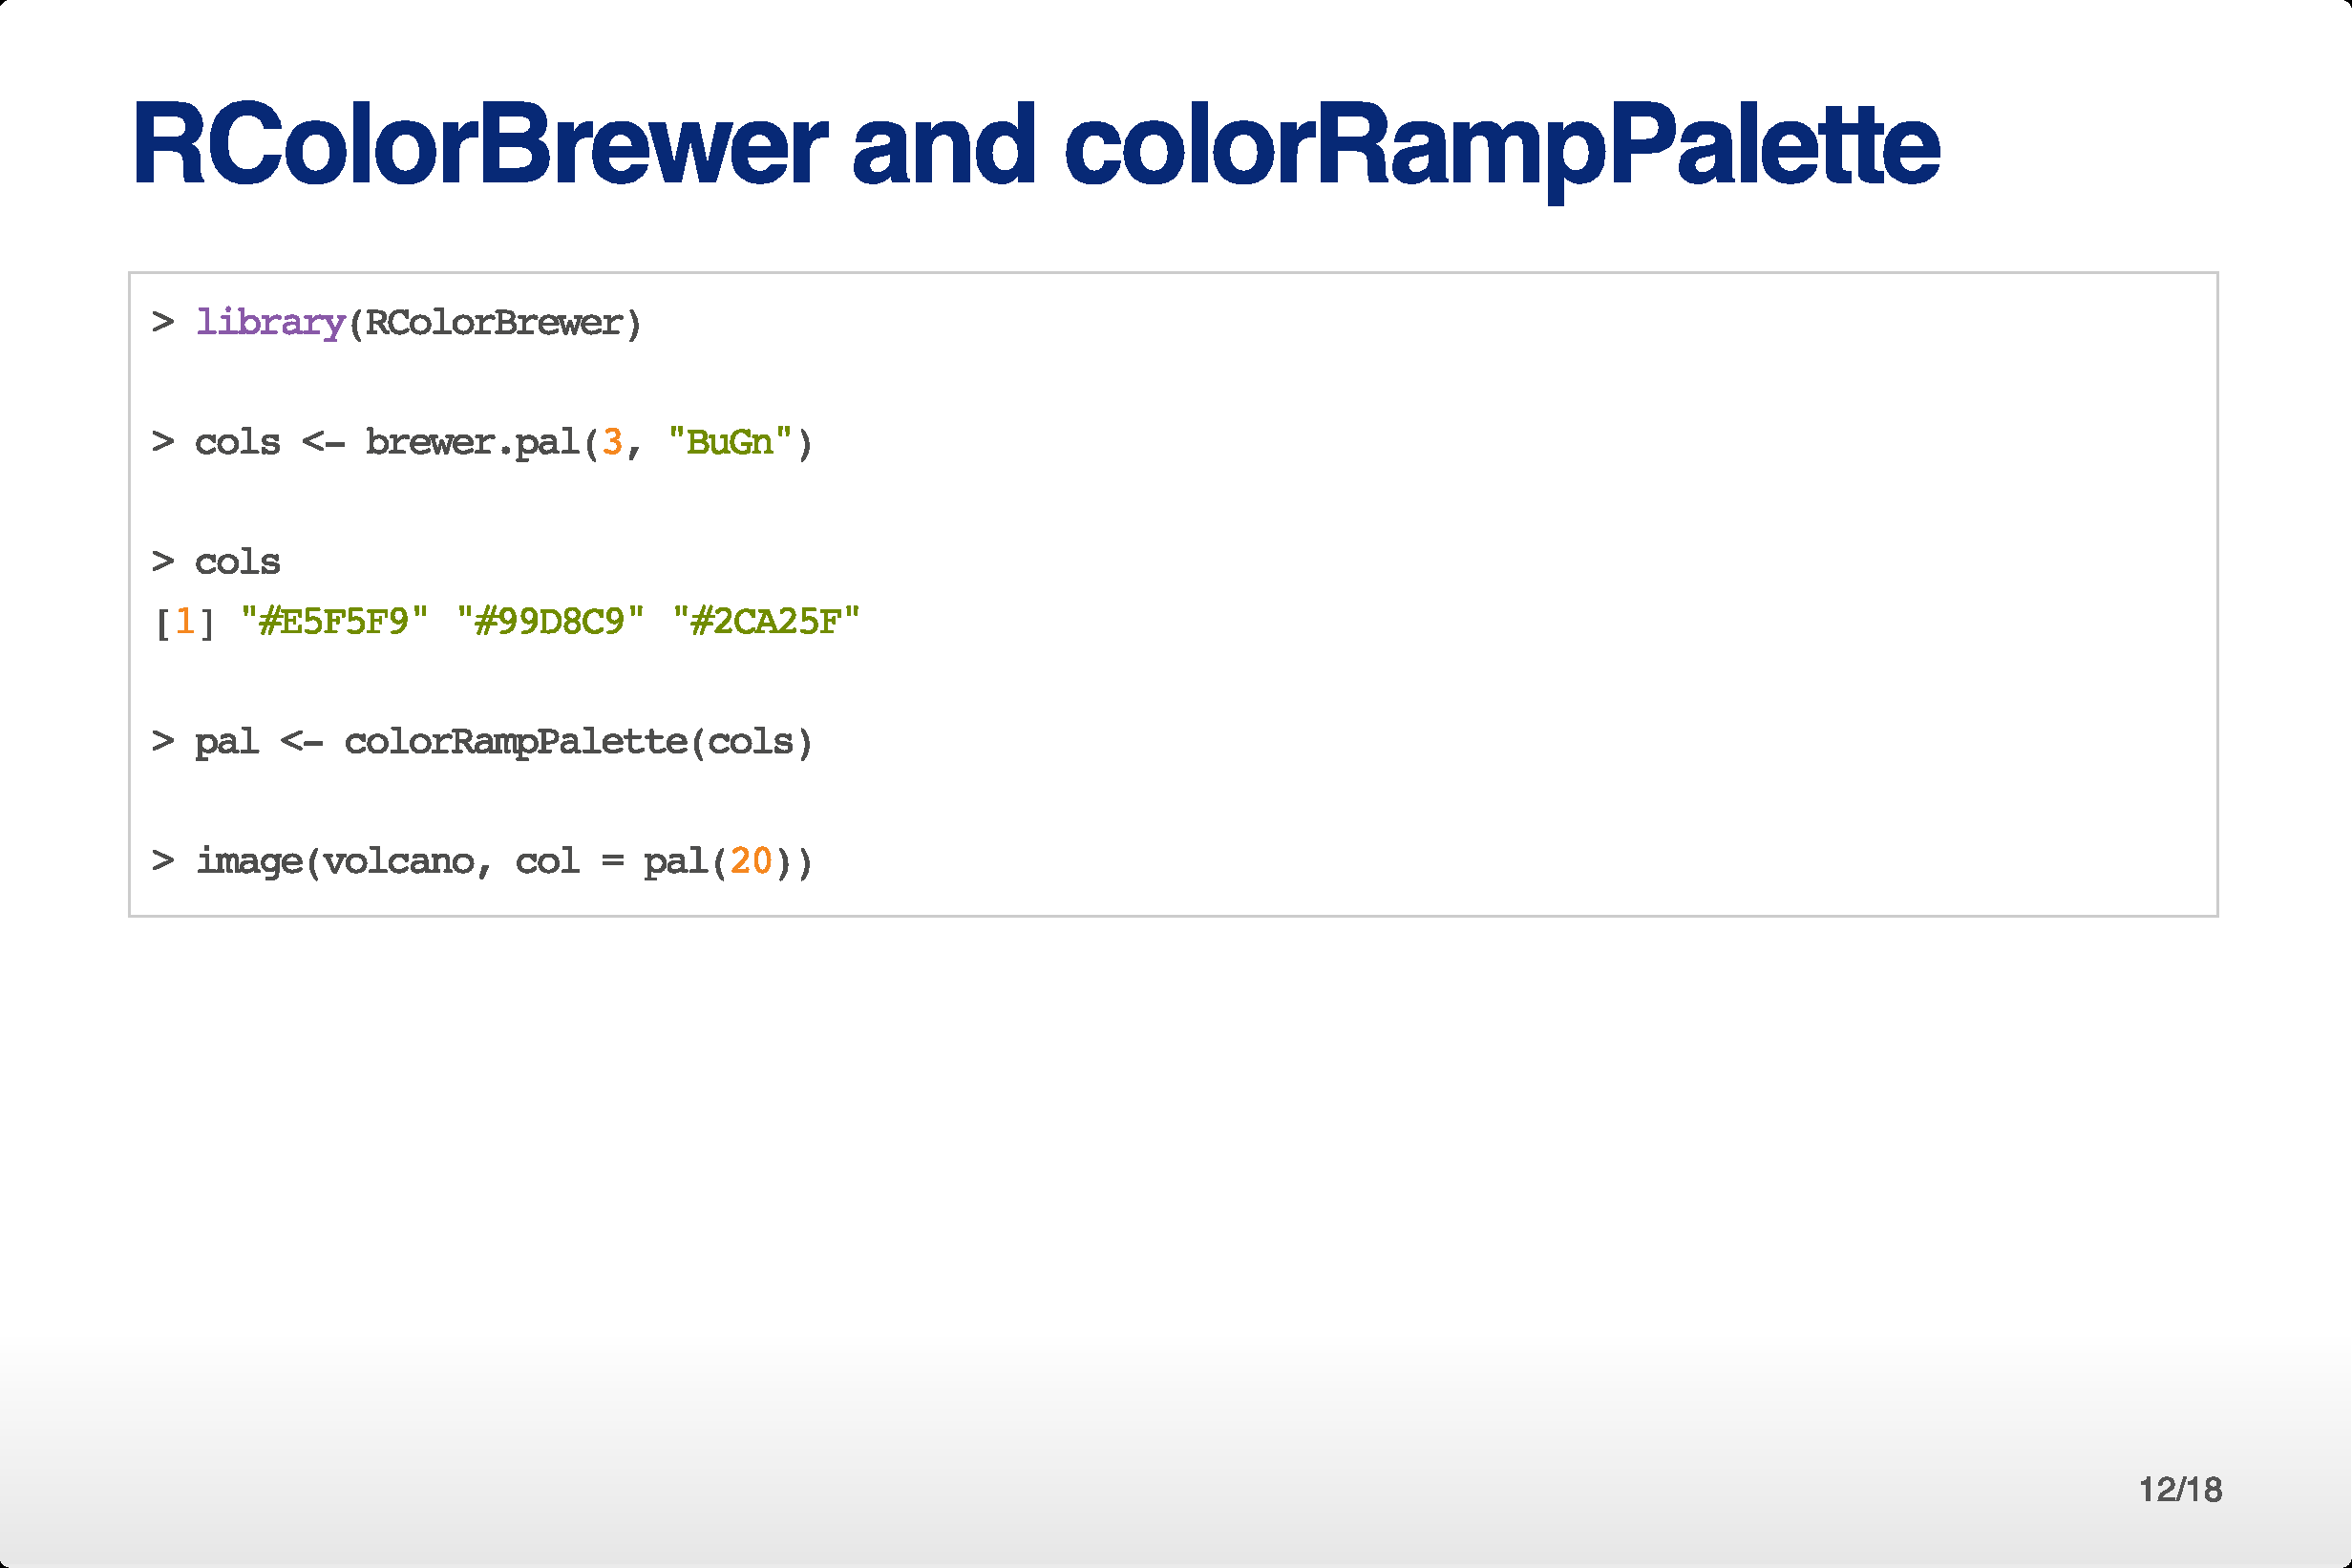 RColorBrewer and colorRampPalette
> library(RColorBrewer)
> cols <- brewer.pal(3, "BuGn")
> cols
[1] "#E5F5F9" "#99D8C9" "#2CA25F"
> pal <- colorRampPalette(cols)
> image(volcano, col = pal(20))
12/18